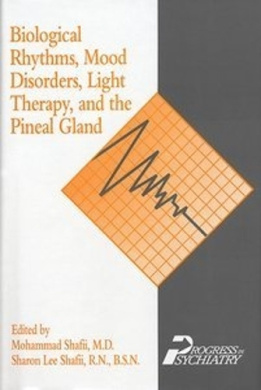 Biological
Rhythms, Mood
Disorders, Light
Therapy, and the
Pineal Gland
Edited by
Mohammad Shafii, M.D.
Sharon Lee Shafii, R.N., B.S.N.
PROGRESS IN
PSYCHIATRY